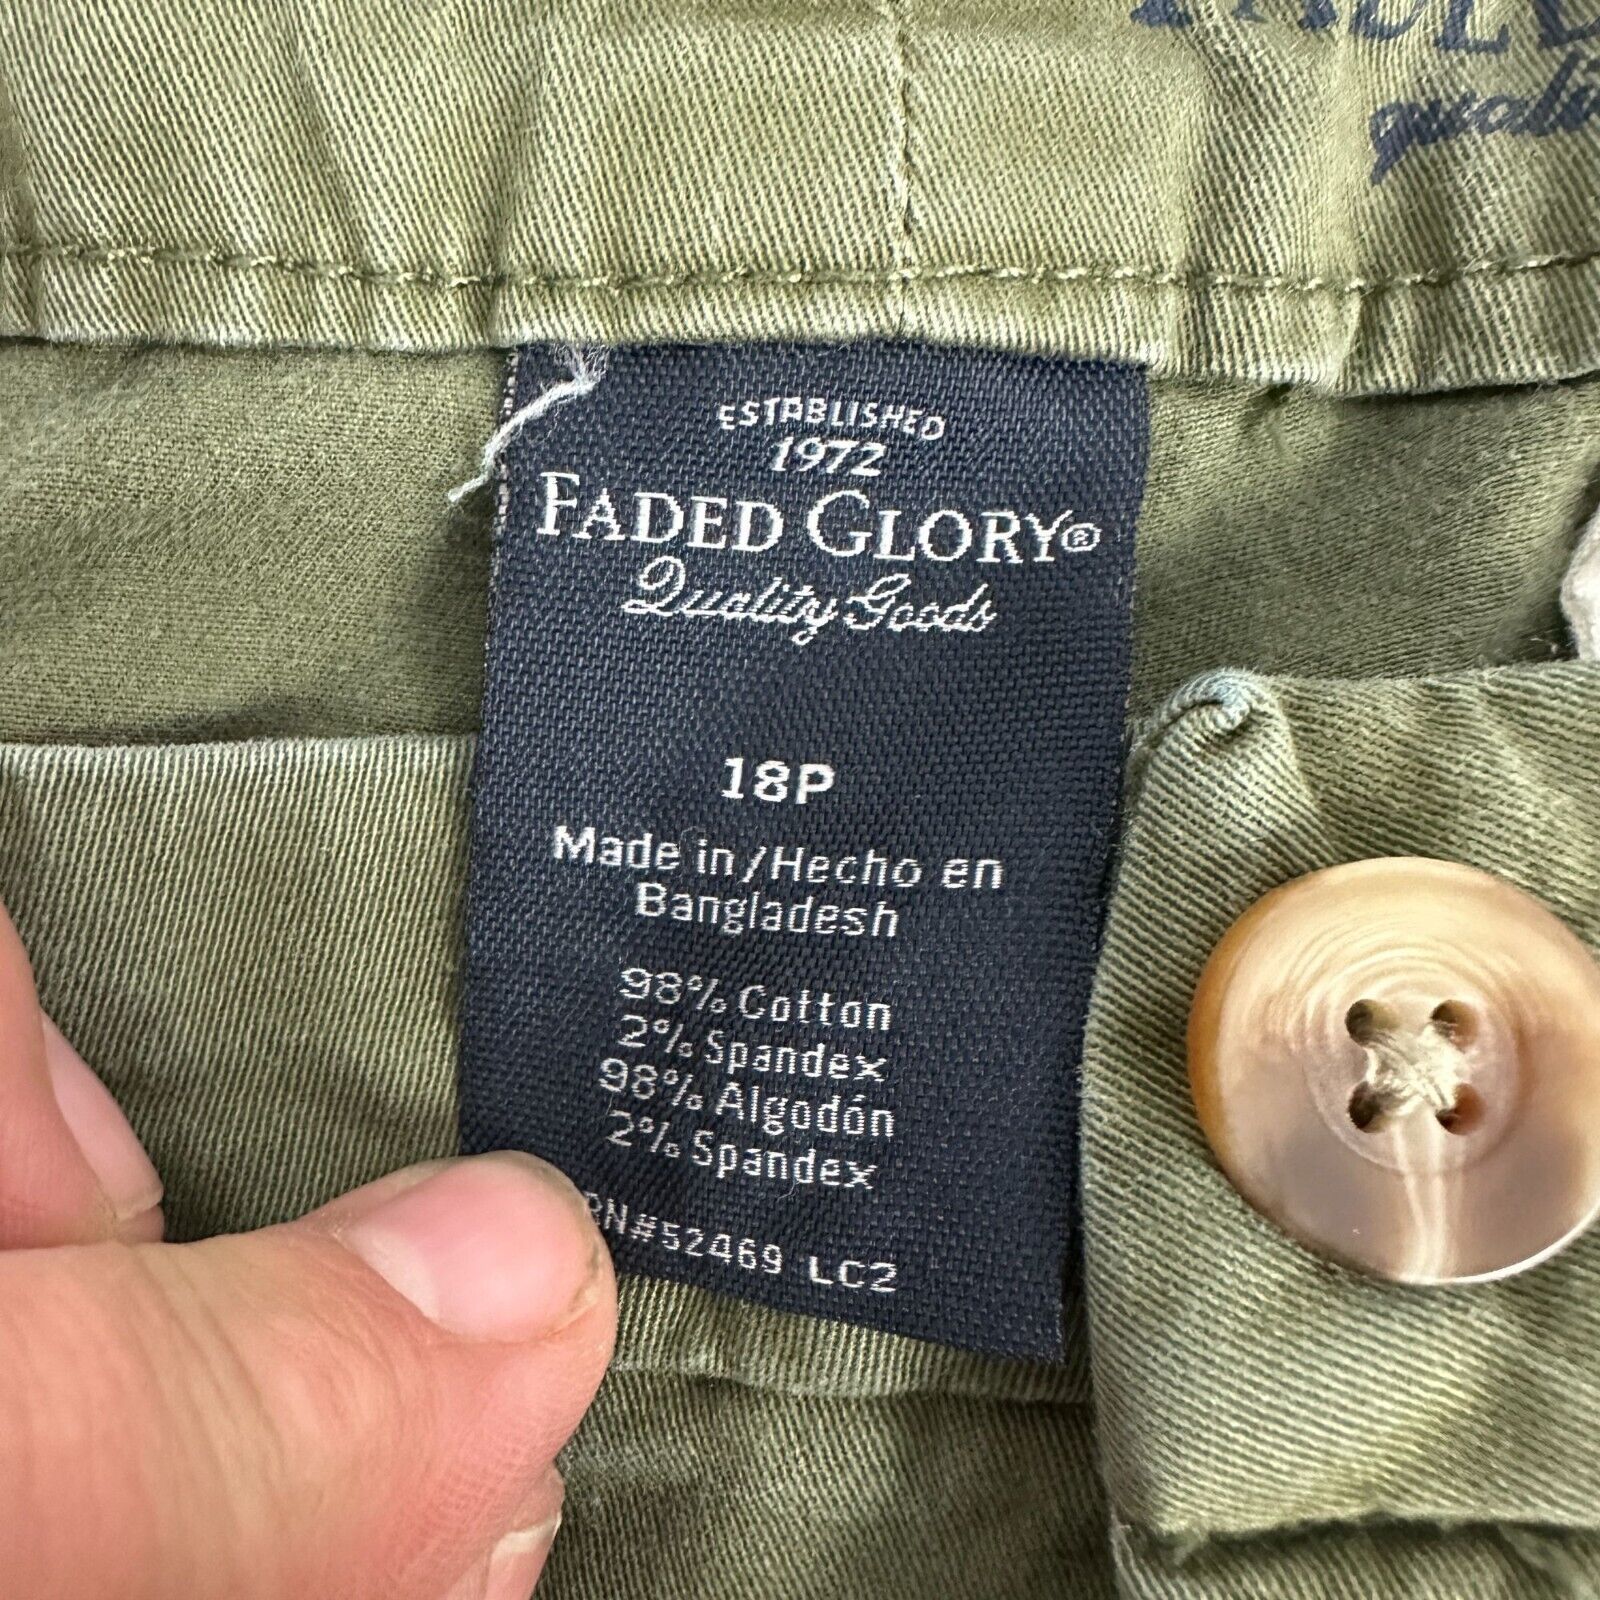 quality
ESTABLISHED
1972
FADED GLORY®
Quality Goods
18P
Made in/Hecho en
Bangladesh
98% Cotton
2% Spandex
98% Algodón
2% Spandex
RN#52469 LC2